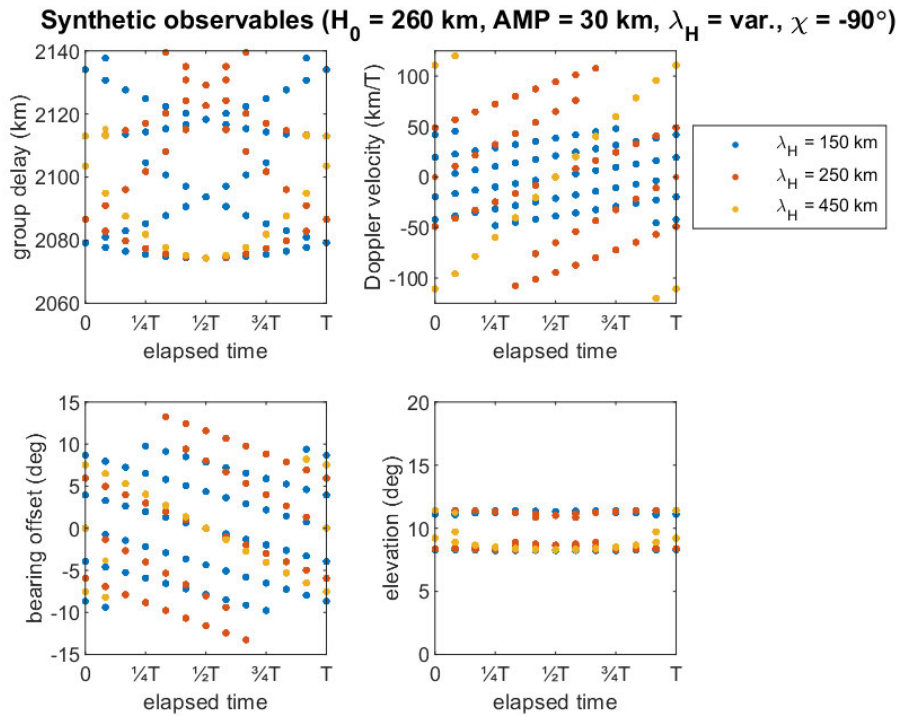 Synthetic observables (H0 = 260 km, AMP = 30 km, λH = var., χ = -90°)
2140
2120
2100
2080
2060
group delay (km)
0 ¼T ½T ¾T T
elapsed time
100
50
0
-50
-100
Doppler velocity (km/T)
0 ¼T ½T ¾T T
elapsed time
λH = 150 km
λH = 250 km
λH = 450 km
15
10
5
0
-5
-10
-15
bearing offset (deg)
0 ¼T ½T ¾T T
elapsed time
20
15
10
5
0
elevation (deg)
0 ¼T ½T ¾T T
elapsed time